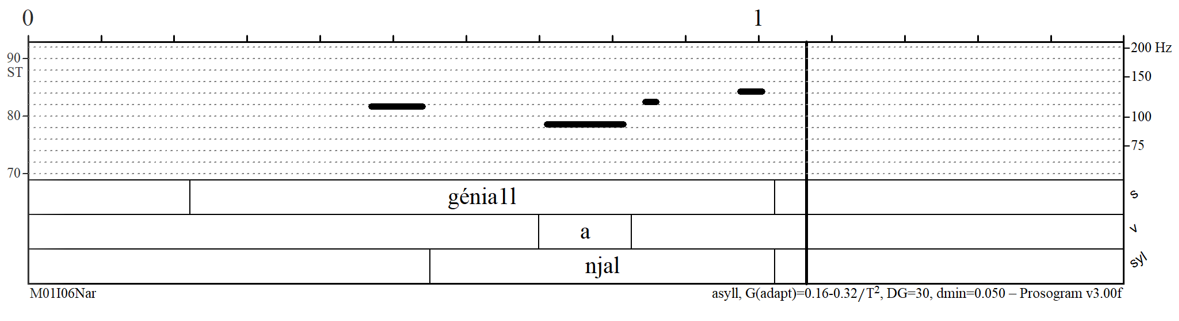 0 1
90 200 Hz
ST
150
80 100
75
70
génia11 s
a v
njal syl
M01I06Nar asyll, G(adapt)=0.16-0.32/T², DG=30, dmin=0.050 – Prosogram v3.00f